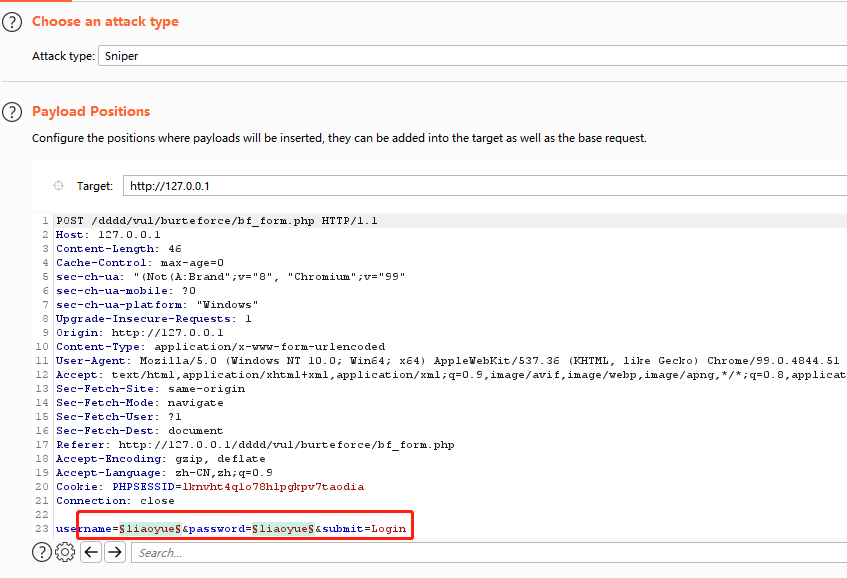 Choose an attack type
Attack type: Sniper
Payload Positions
Configure the positions where payloads will be inserted, they can be added into the target as well as the base request.
Target: http://127.0.0.1
1 POST /dddd/vul/burteforce/bf_form.php HTTP/1.1
2 Host: 127.0.0.1
3 Content-Length: 46
4 Cache-Control: max-age=0
5 sec-ch-ua: "(Not(A:Brand";v="8", "Chromium";v="99"
6 sec-ch-ua-mobile: ?0
7 sec-ch-ua-platform: "Windows"
8 Upgrade-Insecure-Requests: 1
9 Origin: http://127.0.0.1
10 Content-Type: application/x-www-form-urlencoded
11 User-Agent: Mozilla/5.0 (Windows NT 10.0; Win64; x64) AppleWebKit/537.36 (KHTML, like Gecko) Chrome/99.0.4844.51
12 Accept: text/html,application/xhtml+xml,application/xml;q=0.9,image/avif,image/webp,image/apng,*/*;q=0.8,applicat
13 Sec-Fetch-Site: same-origin
14 Sec-Fetch-Mode: navigate
15 Sec-Fetch-User: ?1
16 Sec-Fetch-Dest: document
17 Referer: http://127.0.0.1/dddd/vul/burteforce/bf_form.php
18 Accept-Encoding: gzip, deflate
19 Accept-Language: zh-CN,zh;q=0.9
20 Cookie: PHPSESSID=lknvht4qlo78hlpgkpv7taodia
21 Connection: close
22
23 username=§liaoyue§&password=§liaoyue§&submit=Login
Search...